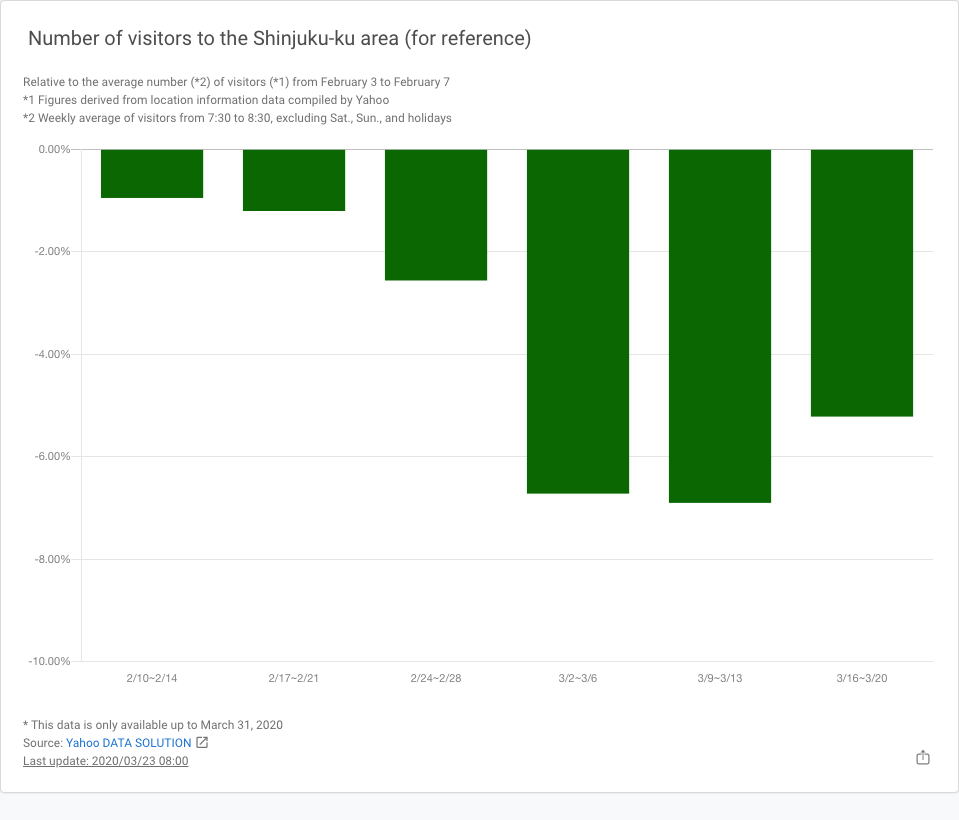 Number of visitors to the Shinjuku-ku area (for reference)
Relative to the average number (*2) of visitors (*1) from February 3 to February 7
*1 Figures derived from location information data compiled by Yahoo
*2 Weekly average of visitors from 7:30 to 8:30, excluding Sat., Sun., and holidays
0.00%
-2.00%
-4.00%
-6.00%
-8.00%
-10.00%
2/10~2/14 2/17~2/21 2/24~2/28 3/2~3/6 3/9~3/13 3/16~3/20
* This data is only available up to March 31, 2020
Source: Yahoo DATA SOLUTION
Last update: 2020/03/23 08:00